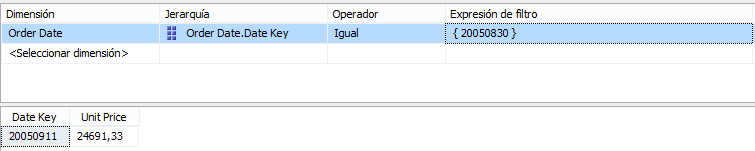 Dimensión Jerarquía Operador Expresión de filtro
Order Date Order Date.Date Key Igual { 20050830 }
<Seleccionar dimensión>
Date Key Unit Price
20050911 24691,33